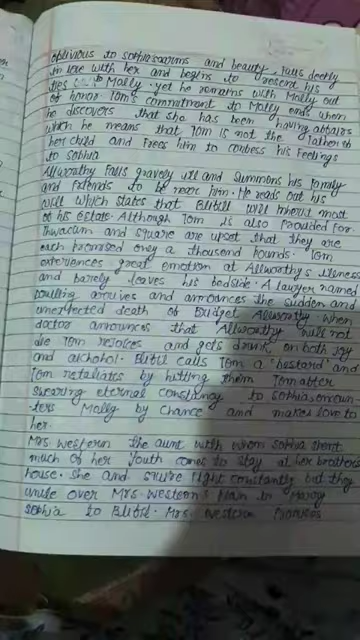 oblivious to sophiascarms and beauty, Falls deeply
in love with her and begins to resent his
ties to Molly. yet he remains with Molly out
of honor. Tom's commitment to Molly ends when
he discovers that she has been having abbairs
which he means that Tom is not the father of
her child and Frees him to confess his Feelings
to Sophia
Allworthy Falls gravely ill and Summons his family
and friends to be near him. He reads out his
will which states that Blibil will inherit most
of his estate. Although Tom is also Provided for.
Thwacum and square are upset that they are
each Promised only a thousand Pounds. Tom
experiences great emotion at Allworthy's illness
and barely leaves his bedside. A lawyer named
Dowling arrives and announces the sudden and
unexpected death of Bridget Allworthy when
doctor announces that Allworthy will not
die Tom rejoices and gets drunk on both joy
and alchohol. Blibil calls Tom a "bastard" and
Tom retaliates by hitting them Tom abter
swearing eternal constancy to sophia encoun-
ters Molly by chance and makes love to
her.
Mrs western the aunt with whom sophia spent
much of her youth comes to stay at her brother's
house. She and squire fight constantly but they
unite over Mrs. Western's Plan to Marry
Sophia to Blibil. Mrs. Western Promises